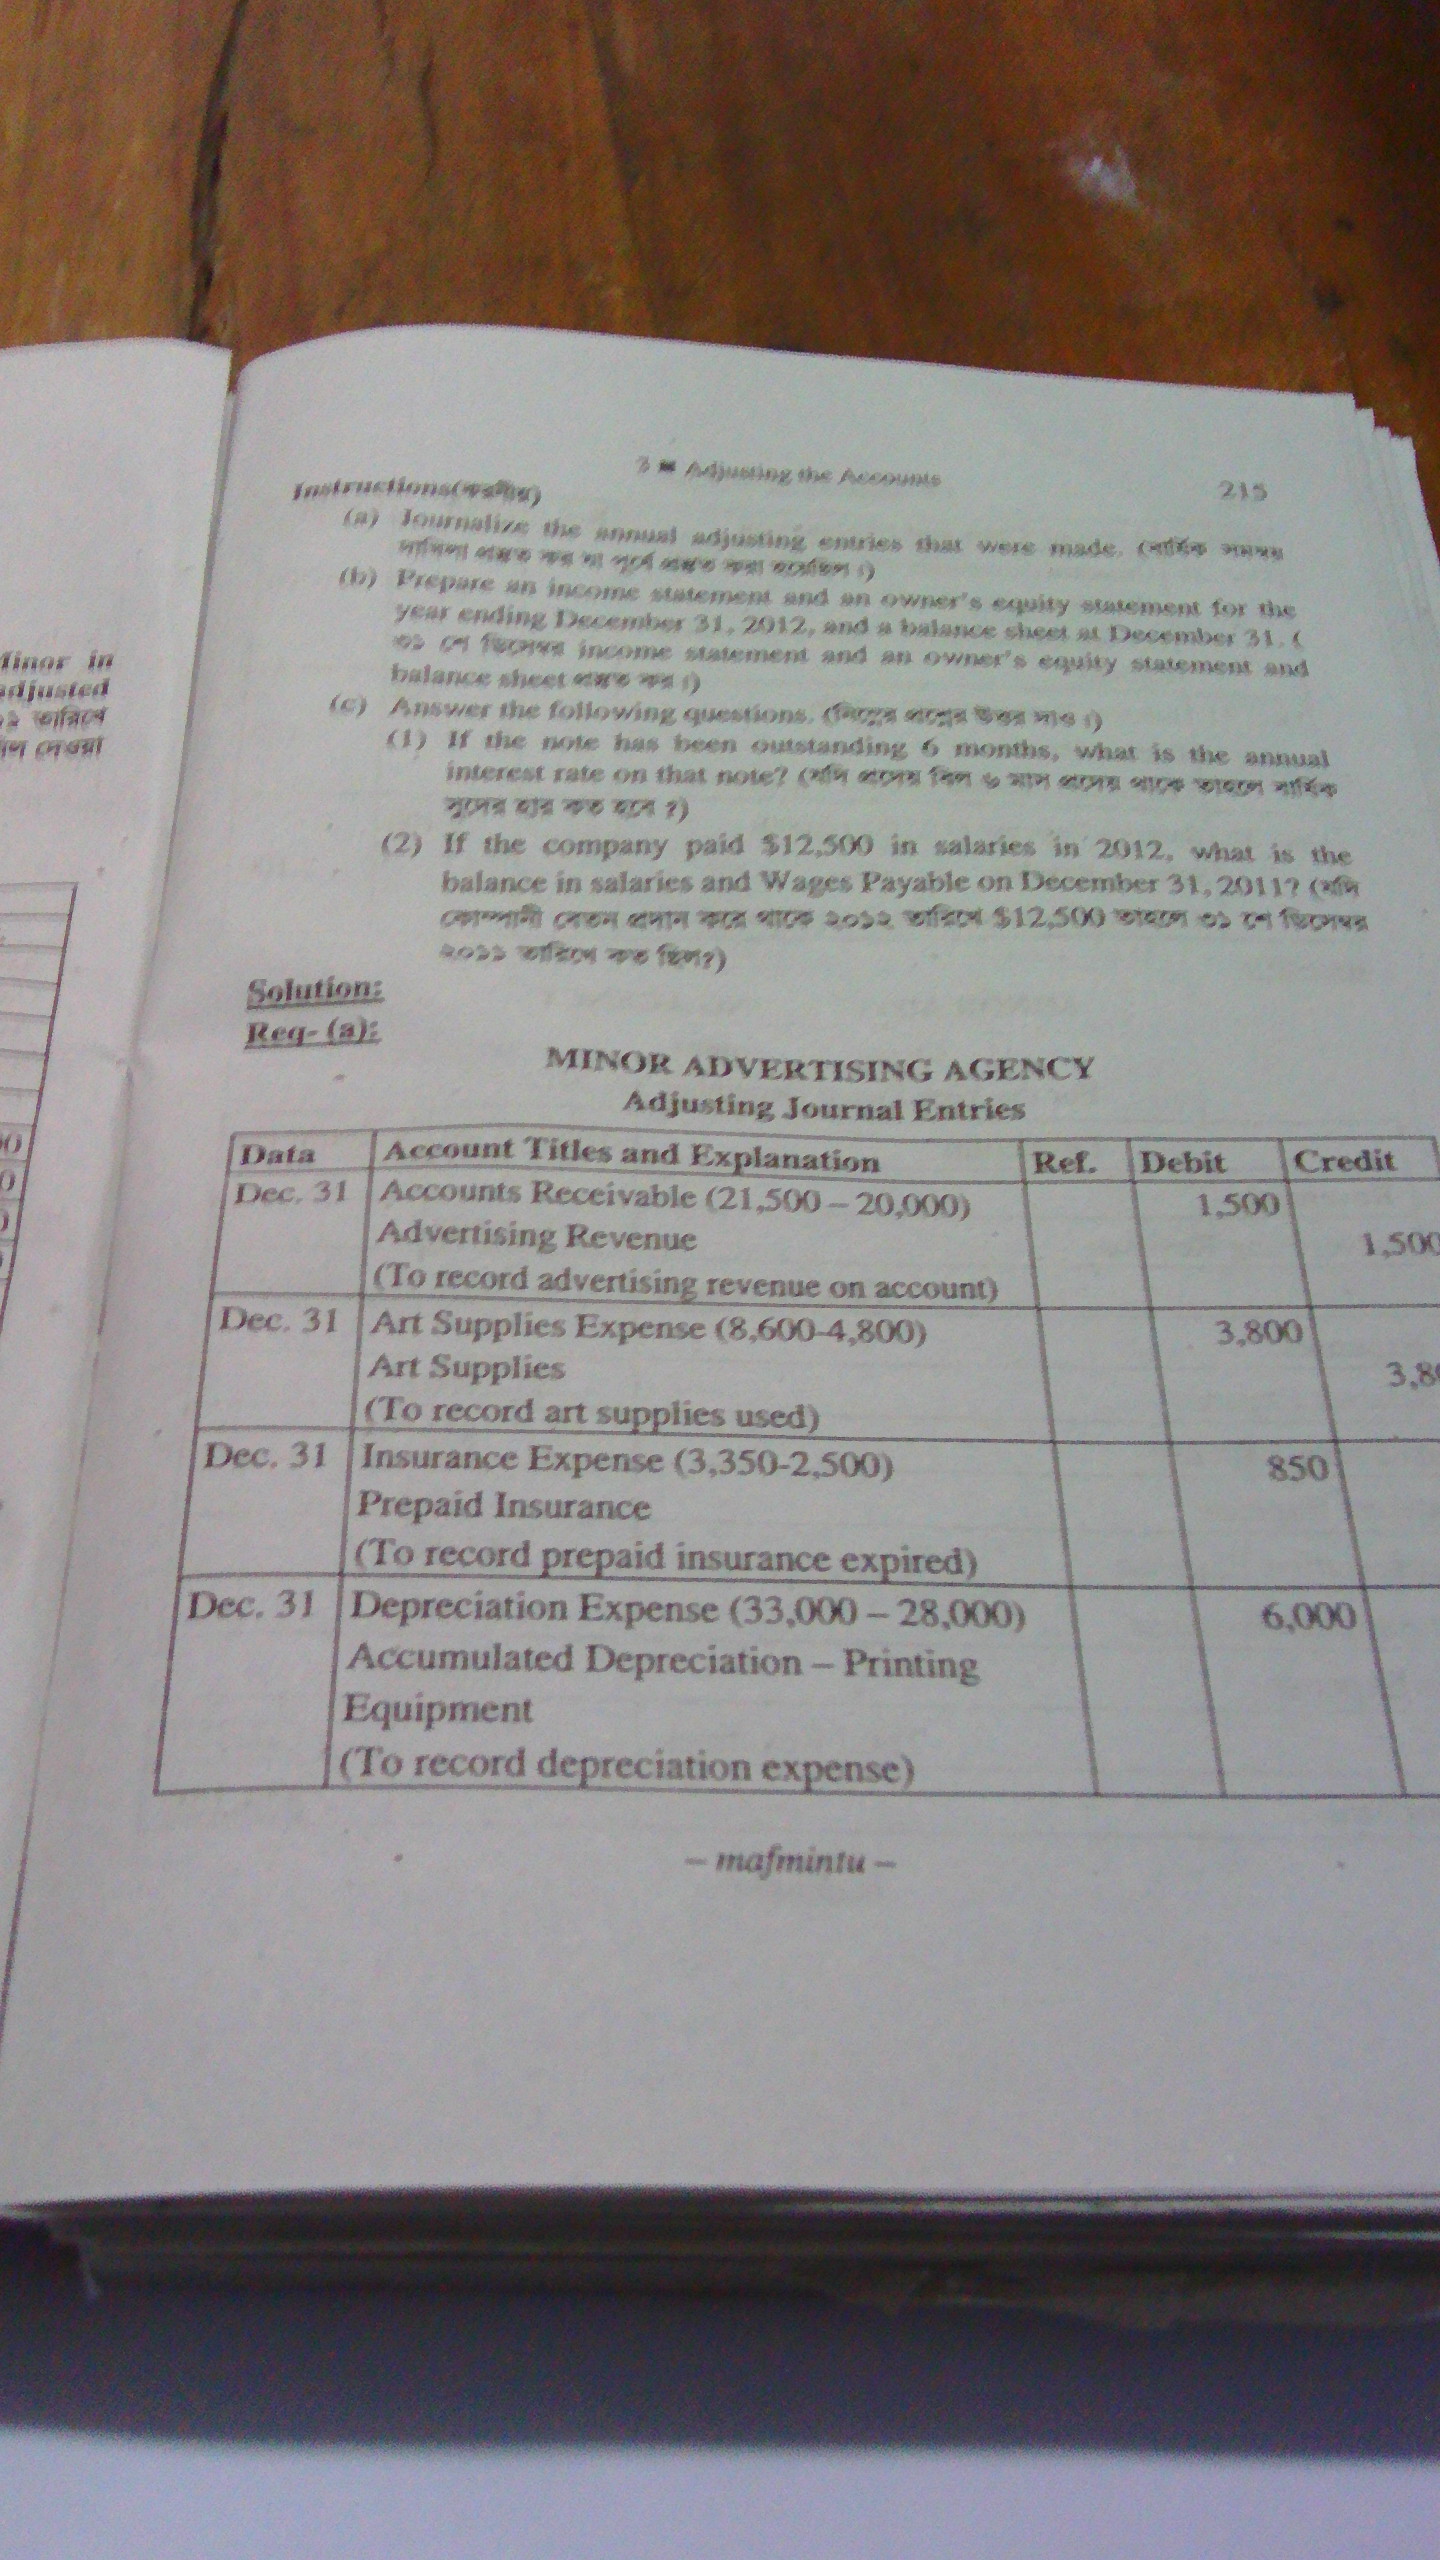 Minor in
adjusted
তারিখে
দেওয়া
3 ■ Adjusting the Accounts
215
Instructions(করণীয়)
(a) Journalize the annual adjusting entries that were made. (বার্ষিক সমন্বয়
দাখিলা প্রস্তুত কর যা পূর্বে প্রস্তুত করা হয়েছিল।)
(b) Prepare an income statement and an owner's equity statement for the
year ending December 31, 2012, and a balance sheet at December 31. (
৩১ শে ডিসেম্বর income statement and an owner's equity statement and
balance sheet প্রস্তুত কর।)
(c) Answer the following questions. (নিম্নের প্রশ্নের উত্তর দাও।)
(1) If the note has been outstanding 6 months, what is the annual
interest rate on that note? (যদি প্রদেয় বিল ৬ মাস প্রদেয় থাকে তাহলে বার্ষিক
সুদের হার কত হবে ?)
(2) If the company paid $12,500 in salaries in 2012, what is the
balance in salaries and Wages Payable on December 31, 2011? (যদি
কোম্পানী বেতন প্রদান করে থাকে ২০১২ তারিখে $12,500 তাহলে ৩১ শে ডিসেম্বর
২০১১ তারিখে কত ছিল?)
Solution:
Req- (a):
MINOR ADVERTISING AGENCY
Adjusting Journal Entries
Data Account Titles and Explanation Ref. Debit Credit
Dec. 31 Accounts Receivable (21,500 – 20,000) 1,500
Advertising Revenue 1,500
(To record advertising revenue on account)
Dec. 31 Art Supplies Expense (8,600-4,800) 3,800
Art Supplies 3,8
(To record art supplies used)
Dec. 31 Insurance Expense (3,350-2,500) 850
Prepaid Insurance
(To record prepaid insurance expired)
Dec. 31 Depreciation Expense (33,000 – 28,000) 6,000
Accumulated Depreciation – Printing
Equipment
(To record depreciation expense)
– mafmintu –